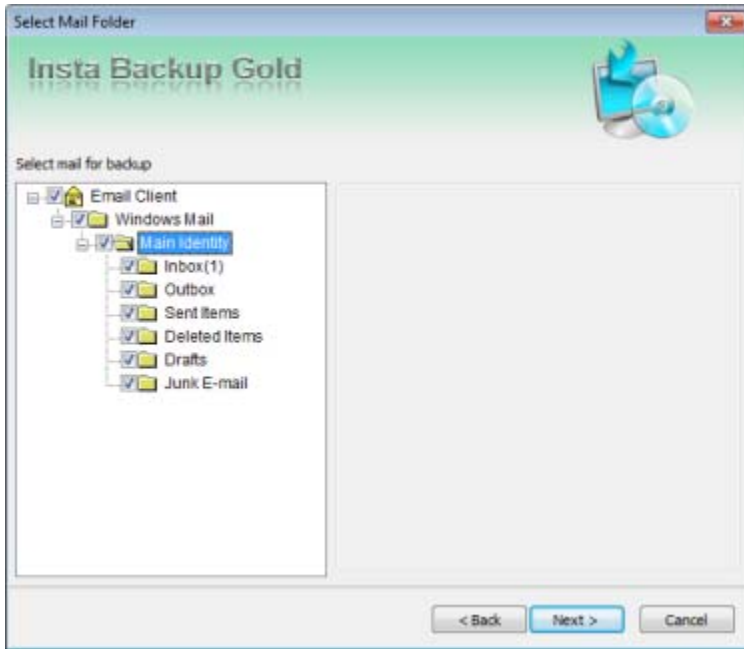 Select Mail Folder
Insta Backup Gold
Select mail for backup
Email Client
Windows Mail
Main Identity
Inbox(1)
Outbox
Sent Items
Deleted Items
Drafts
Junk E-mail
< Back Next > Cancel